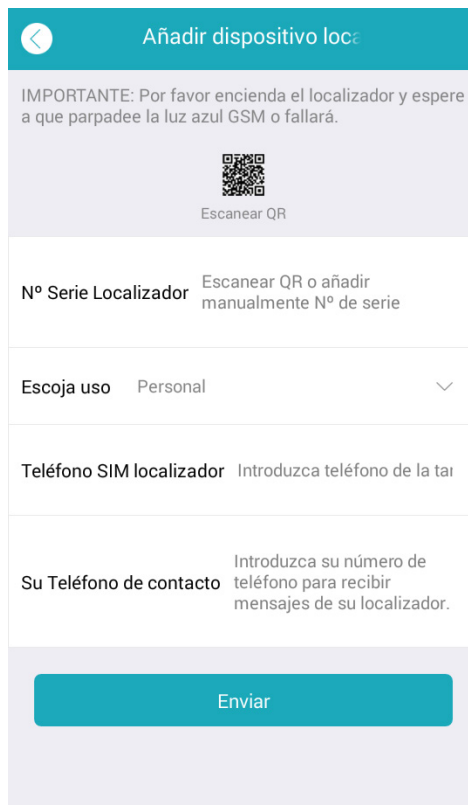 Añadir dispositivo loca
IMPORTANTE: Por favor encienda el localizador y espere
a que parpadee la luz azul GSM o fallará.
Escanear QR
Nº Serie Localizador
Escanear QR o añadir
manualmente Nº de serie
Escoja uso Personal
Teléfono SIM localizador Introduzca teléfono de la tar
Su Teléfono de contacto
Introduzca su número de
teléfono para recibir
mensajes de su localizador.
Enviar